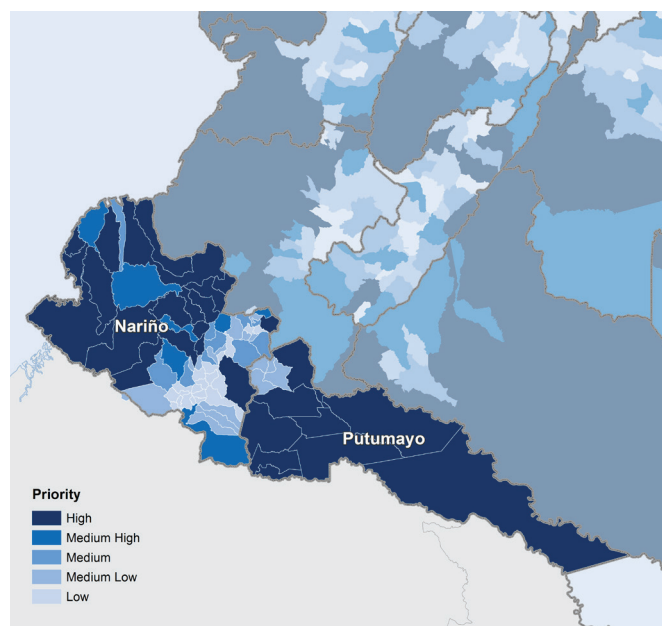 Nariño
Putumayo
Priority
High
Medium High
Medium
Medium Low
Low